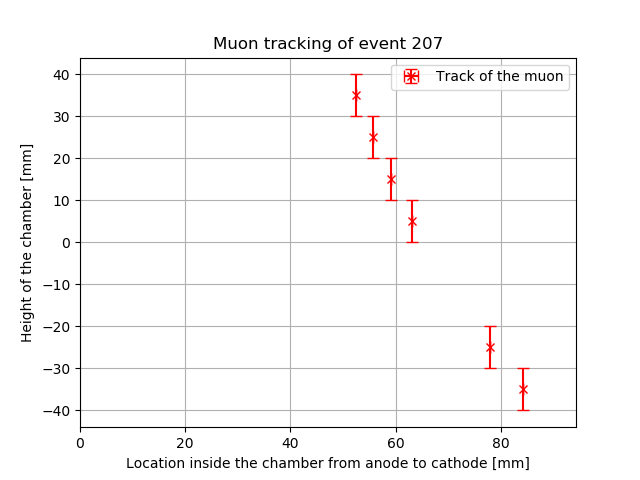 Muon tracking of event 207
Track of the muon
Height of the chamber [mm]
40
30
20
10
0
−10
−20
−30
−40
0 20 40 60 80
Location inside the chamber from anode to cathode [mm]